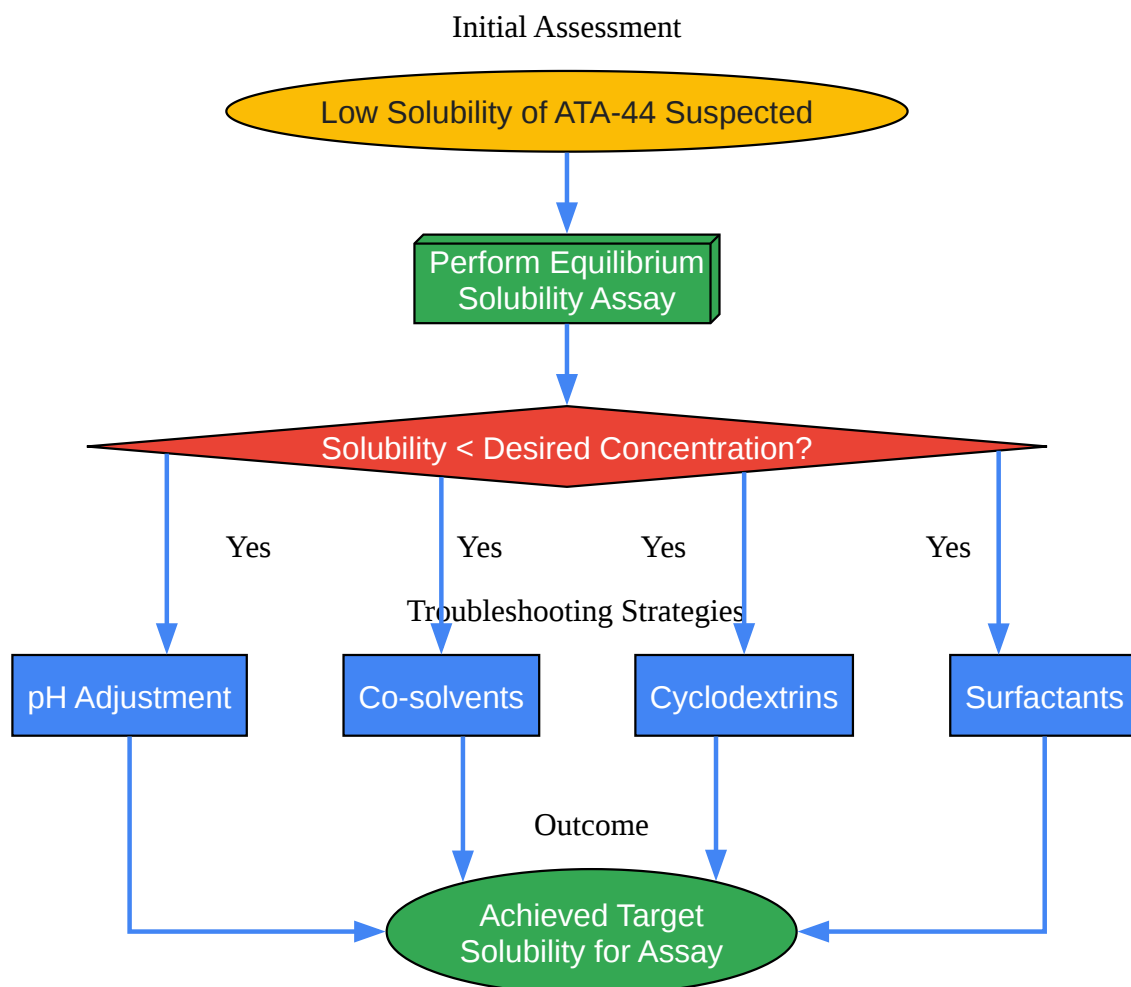 Initial Assessment
Low Solubility of ATA-44 Suspected
Perform Equilibrium
Solubility Assay
Solubility < Desired Concentration?
Yes
Yes
Yes
Yes
Troubleshooting Strategies
pH Adjustment
Co-solvents
Cyclodextrins
Surfactants
Outcome
Achieved Target
Solubility for Assay